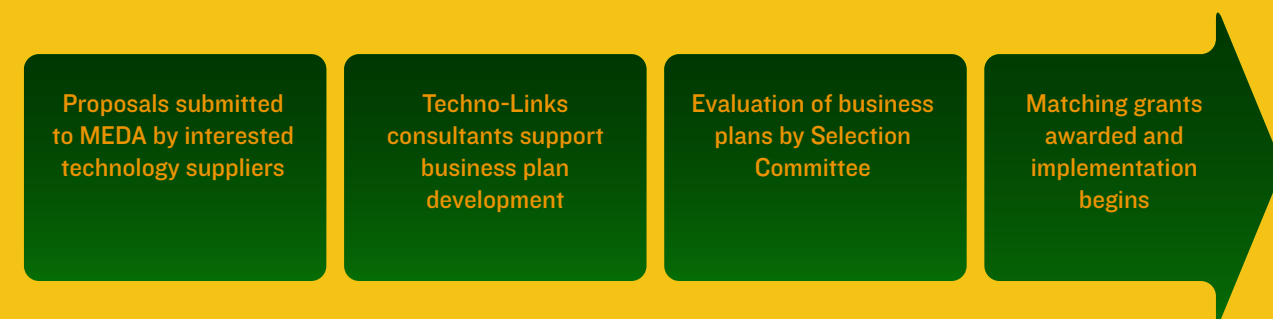 Proposals submitted
to MEDA by interested
technology suppliers
Techno-Links
consultants support
business plan
development
Evaluation of business
plans by Selection
Committee
Matching grants
awarded and
implementation
begins